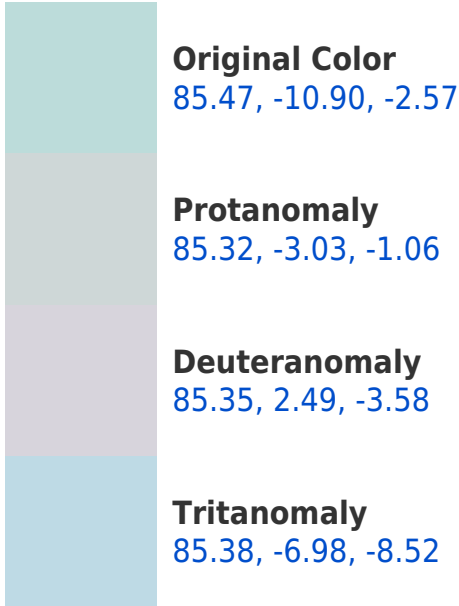 Original Color
85.47, -10.90, -2.57
Protanomaly
85.32, -3.03, -1.06
Deuteranomaly
85.35, 2.49, -3.58
Tritanomaly
85.38, -6.98, -8.52